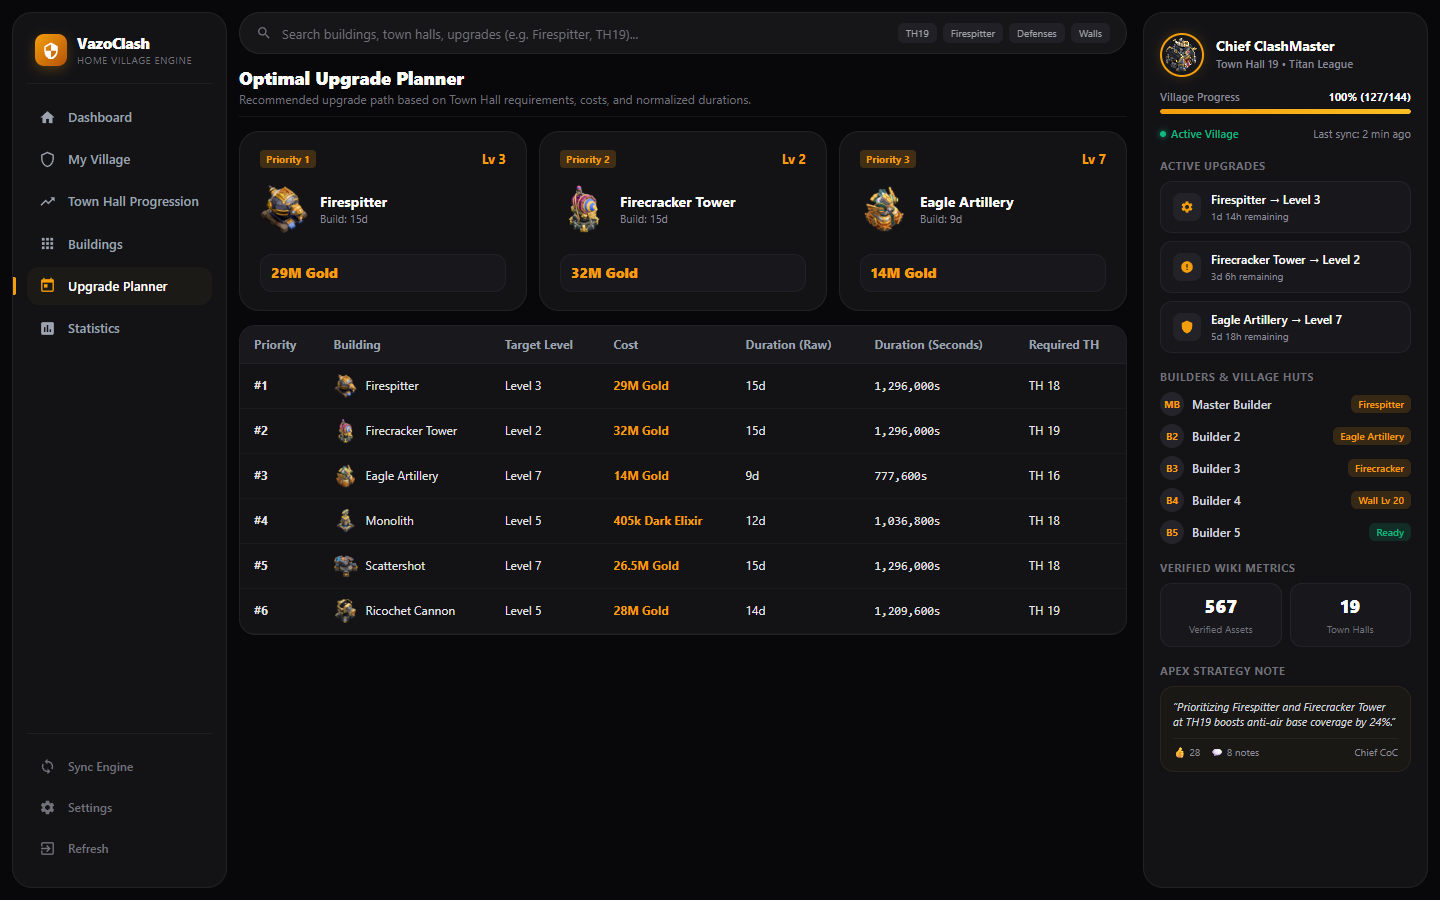 VazoClash
HOME VILLAGE ENGINE
Dashboard
My Village
Town Hall Progression
Buildings
Upgrade Planner
Statistics
Sync Engine
Settings
Refresh
Search buildings, town halls, upgrades (e.g. Firespitter, TH19)...
TH19 Firespitter Defenses Walls
Optimal Upgrade Planner
Recommended upgrade path based on Town Hall requirements, costs, and normalized durations.
Priority 1 Lv 3
Firespitter
Build: 15d
29M Gold
Priority 2 Lv 2
Firecracker Tower
Build: 15d
32M Gold
Priority 3 Lv 7
Eagle Artillery
Build: 9d
14M Gold
Priority Building Target Level Cost Duration (Raw) Duration (Seconds) Required TH
#1 Firespitter Level 3 29M Gold 15d 1,296,000s TH 18
#2 Firecracker Tower Level 2 32M Gold 15d 1,296,000s TH 19
#3 Eagle Artillery Level 7 14M Gold 9d 777,600s TH 16
#4 Monolith Level 5 405k Dark Elixir 12d 1,036,800s TH 18
#5 Scattershot Level 7 26.5M Gold 15d 1,296,000s TH 18
#6 Ricochet Cannon Level 5 28M Gold 14d 1,209,600s TH 19
Chief ClashMaster
Town Hall 19 • Titan League
Village Progress 100% (127/144)
Active Village Last sync: 2 min ago
ACTIVE UPGRADES
Firespitter → Level 3
1d 14h remaining
Firecracker Tower → Level 2
3d 6h remaining
Eagle Artillery → Level 7
5d 18h remaining
BUILDERS & VILLAGE HUTS
MB Master Builder Firespitter
B2 Builder 2 Eagle Artillery
B3 Builder 3 Firecracker
B4 Builder 4 Wall Lv 20
B5 Builder 5 Ready
VERIFIED WIKI METRICS
567
Verified Assets
19
Town Halls
APEX STRATEGY NOTE
"Prioritizing Firespitter and Firecracker Tower
at TH19 boosts anti-air base coverage by 24%."
👍 28 💬 8 notes Chief CoC